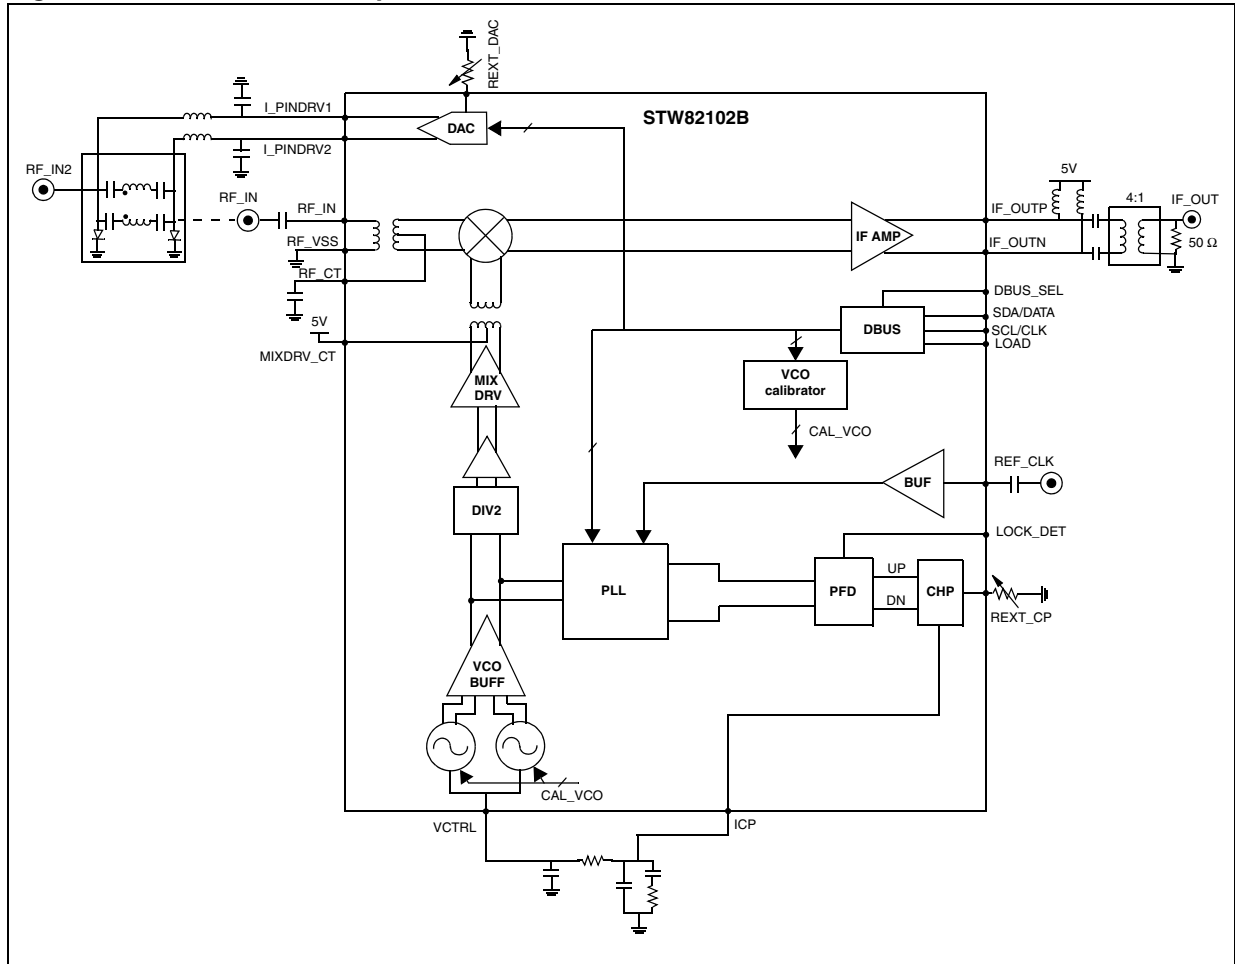 REXT_DAC
STW82102B
I_PINDRV1
DAC
I_PINDRV2
RF_IN2
RF_IN
RF_IN
RF_VSS
RF_CT
5V
MIXDRV_CT
IF AMP
IF_OUTP
IF_OUTN
5V
4:1
IF_OUT
50 Ω
DBUS_SEL
SDA/DATA
SCL/CLK
LOAD
DBUS
VCO
calibrator
CAL_VCO
MIX
DRV
DIV2
REF_CLK
BUF
LOCK_DET
PLL
PFD
UP
DN
CHP
REXT_CP
VCO
BUFF
CAL_VCO
VCTRL
ICP